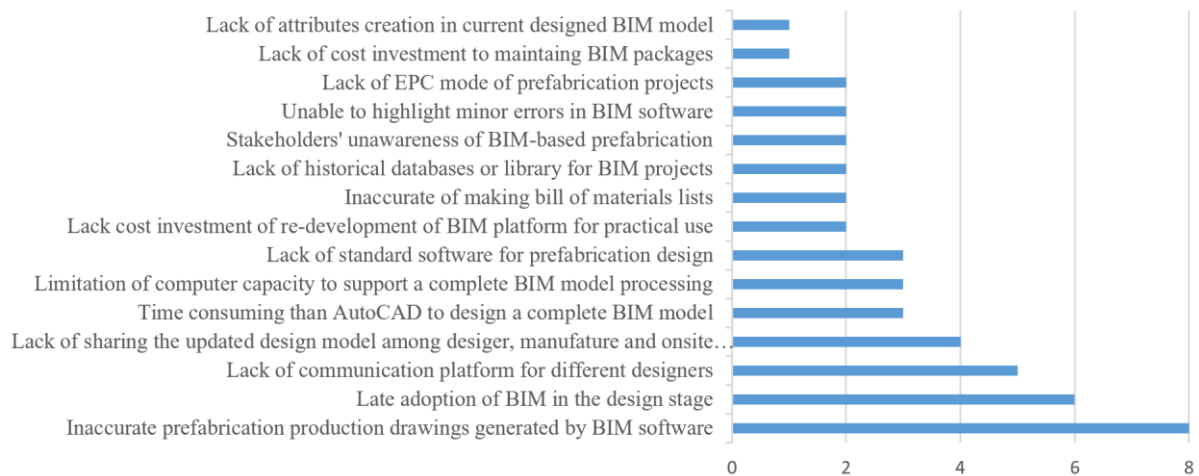 Lack of attributes creation in current designed BIM model
Lack of cost investment to maintaing BIM packages
Lack of EPC mode of prefabrication projects
Unable to highlight minor errors in BIM software
Stakeholders' unawareness of BIM-based prefabrication
Lack of historical databases or library for BIM projects
Inaccurate of making bill of materials lists
Lack cost investment of re-development of BIM platform for practical use
Lack of standard software for prefabrication design
Limitation of computer capacity to support a complete BIM model processing
Time consuming than AutoCAD to design a complete BIM model
Lack of sharing the updated design model among desiger, manufature and onsite…
Lack of communication platform for different designers
Late adoption of BIM in the design stage
Inaccurate prefabrication production drawings generated by BIM software
0 2 4 6 8